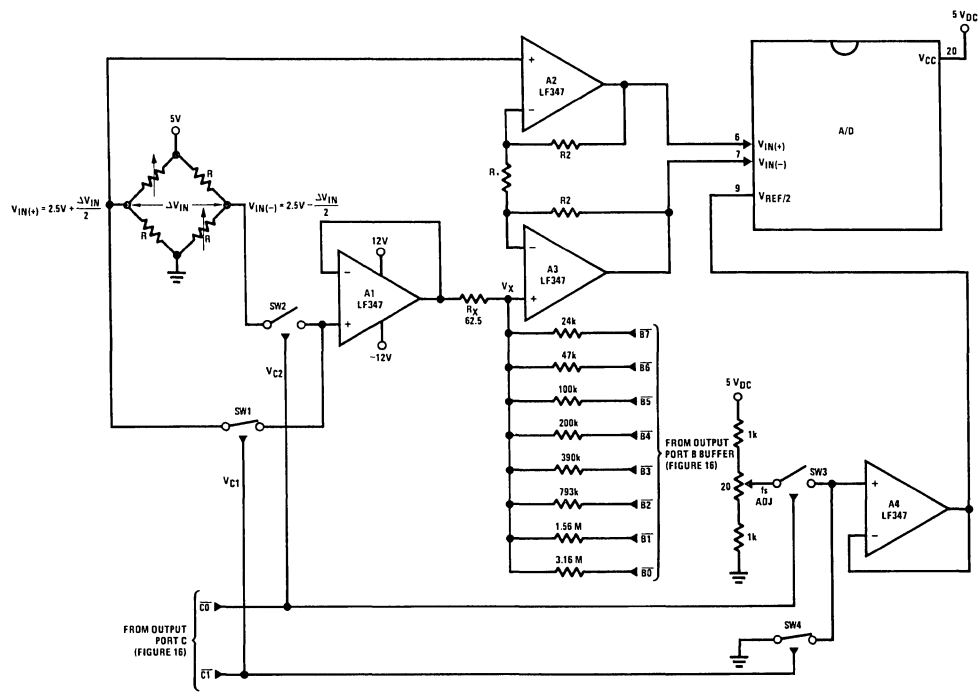 5 VDC
VCC 20
A2
LF347
+
−
A/D
5V
R2
6 VIN(+)
7 VIN(−)
R
R.
9 VREF/2
VIN(+) = 2.5V + ΔVIN/2
ΔVIN
VIN(−) = 2.5V − ΔVIN/2
R2
R
R
12V
−
A3
LF347
+
−
A1
LF347
+
VX
RX
62.5
SW2
−12V
24k B7
47k B6
VC2
100k B5
5 VDC
SW1
200k B4
FROM OUTPUT
PORT B BUFFER
(FIGURE 16)
1k
390k B3
SW3
VC1
20
fs
ADJ
+
A4
LF347
−
793k B2
1.56 M B1
1k
3.16 M B0
FROM OUTPUT
PORT C
(FIGURE 16)
C0
SW4
C1